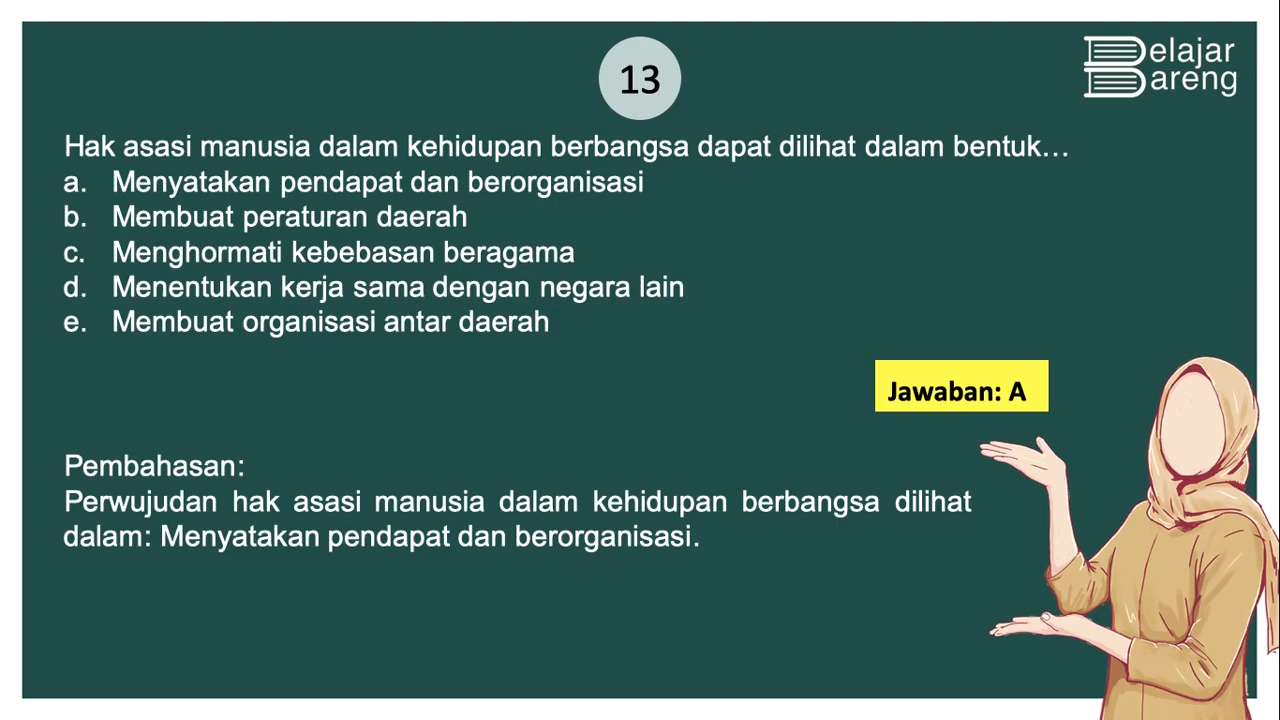 13
Belajar
Bareng
Hak asasi manusia dalam kehidupan berbangsa dapat dilihat dalam bentuk...
a. Menyatakan pendapat dan berorganisasi
b. Membuat peraturan daerah
c. Menghormati kebebasan beragama
d. Menentukan kerja sama dengan negara lain
e. Membuat organisasi antar daerah
Jawaban: A
Pembahasan:
Perwujudan hak asasi manusia dalam kehidupan berbangsa dilihat
dalam: Menyatakan pendapat dan berorganisasi.